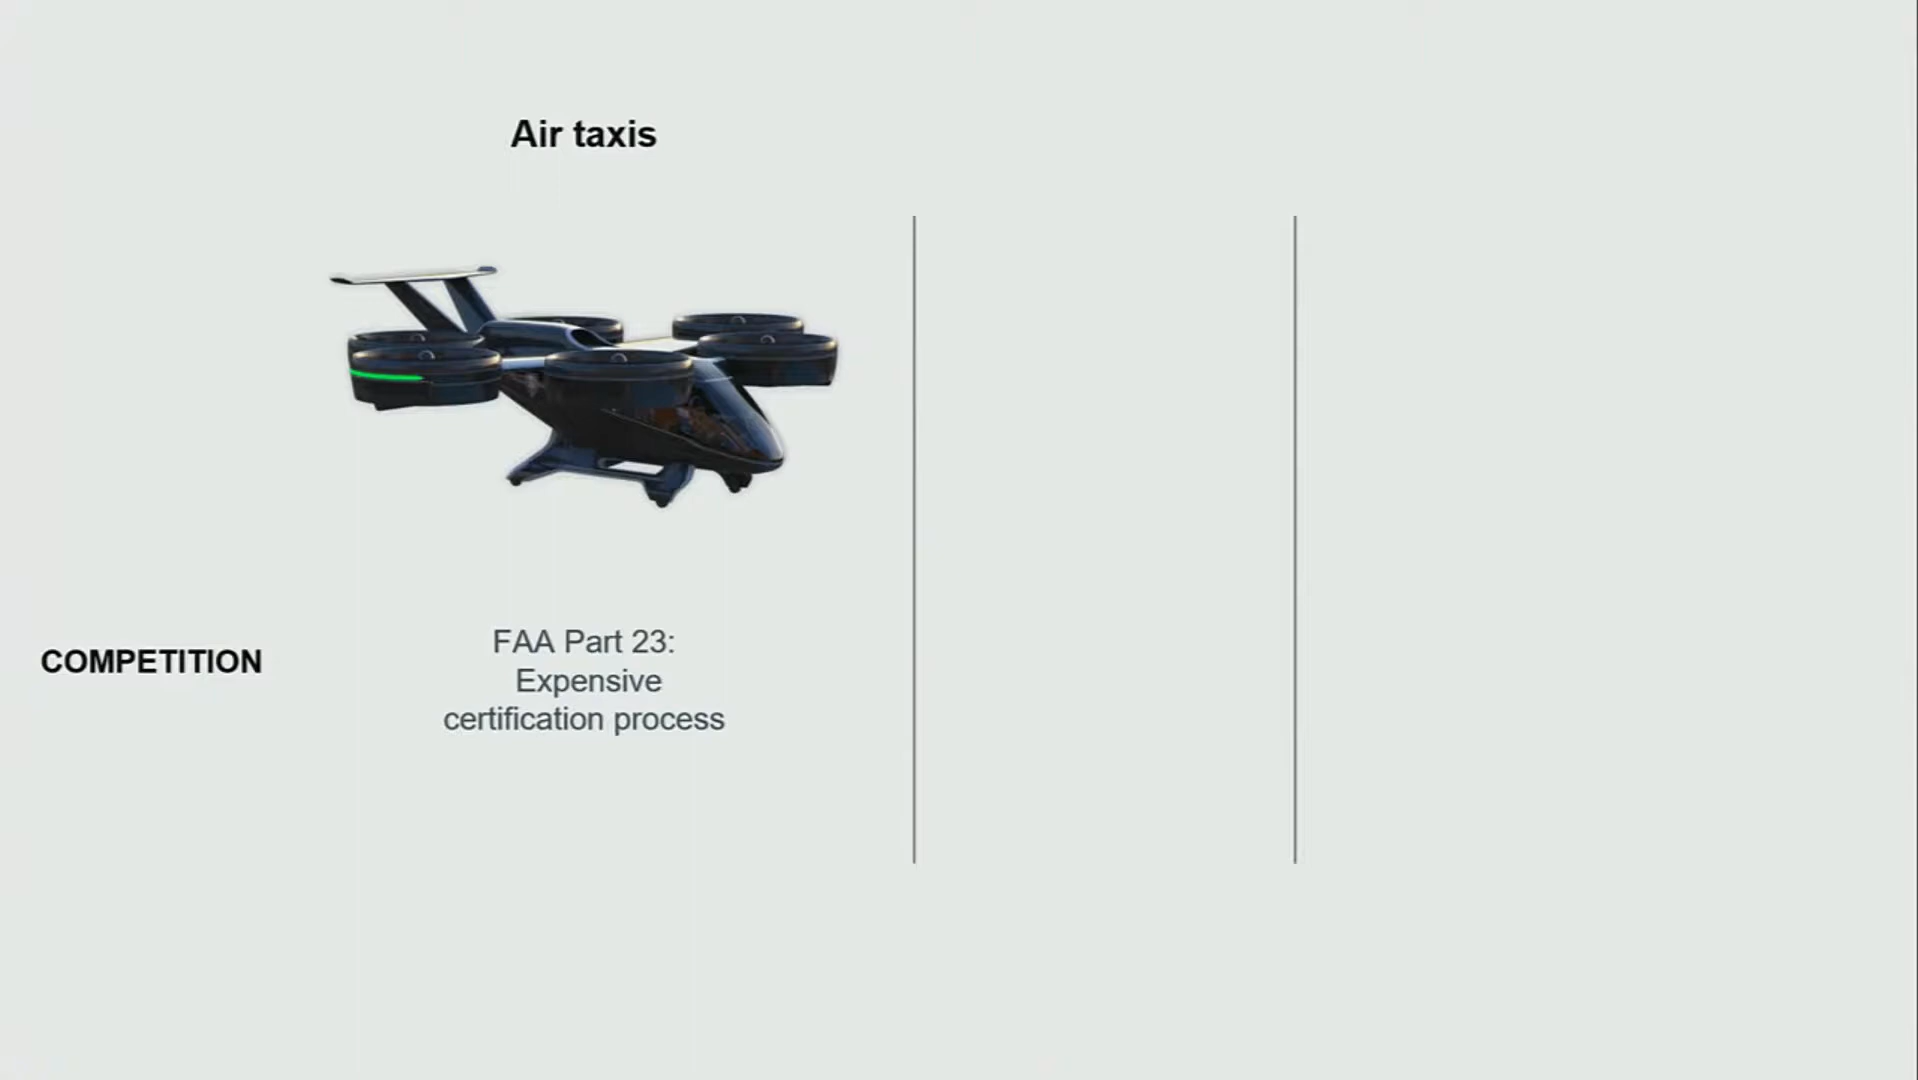 Air taxis
COMPETITION
FAA Part 23:
Expensive
certification process